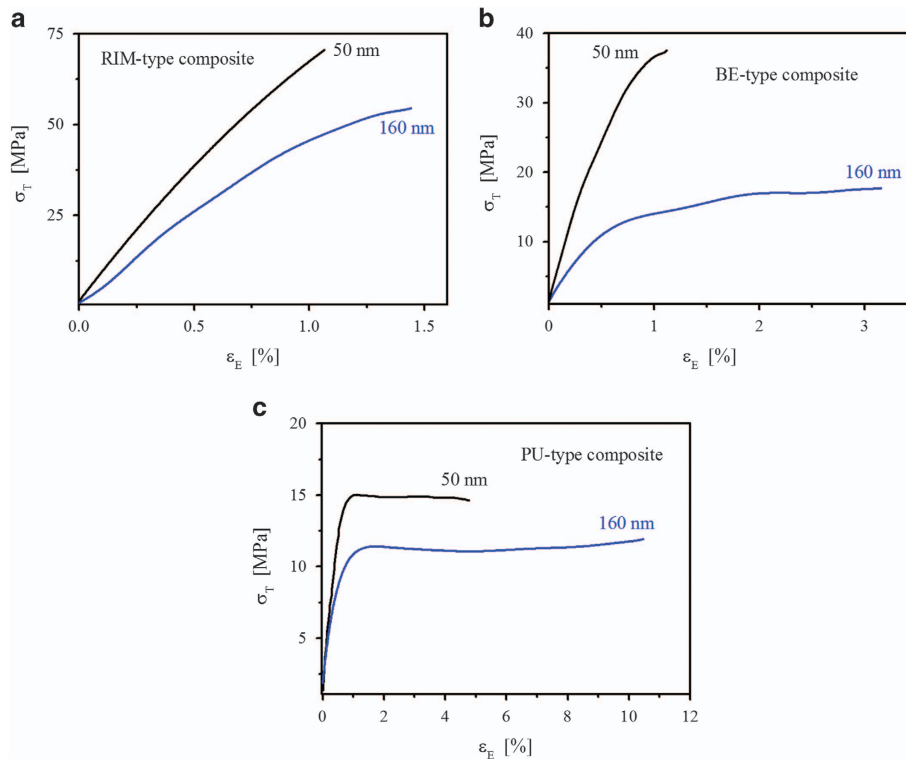 a
75
RIM-type composite
50 nm
50
160 nm
25
σT [MPa]
0.0 0.5 1.0 1.5
εE [%]
b
40
50 nm
BE-type composite
30
160 nm
20
10
σT [MPa]
0 1 2 3
εE [%]
c
20
PU-type composite
50 nm
15
160 nm
10
5
σT [MPa]
0 2 4 6 8 10 12
εE [%]